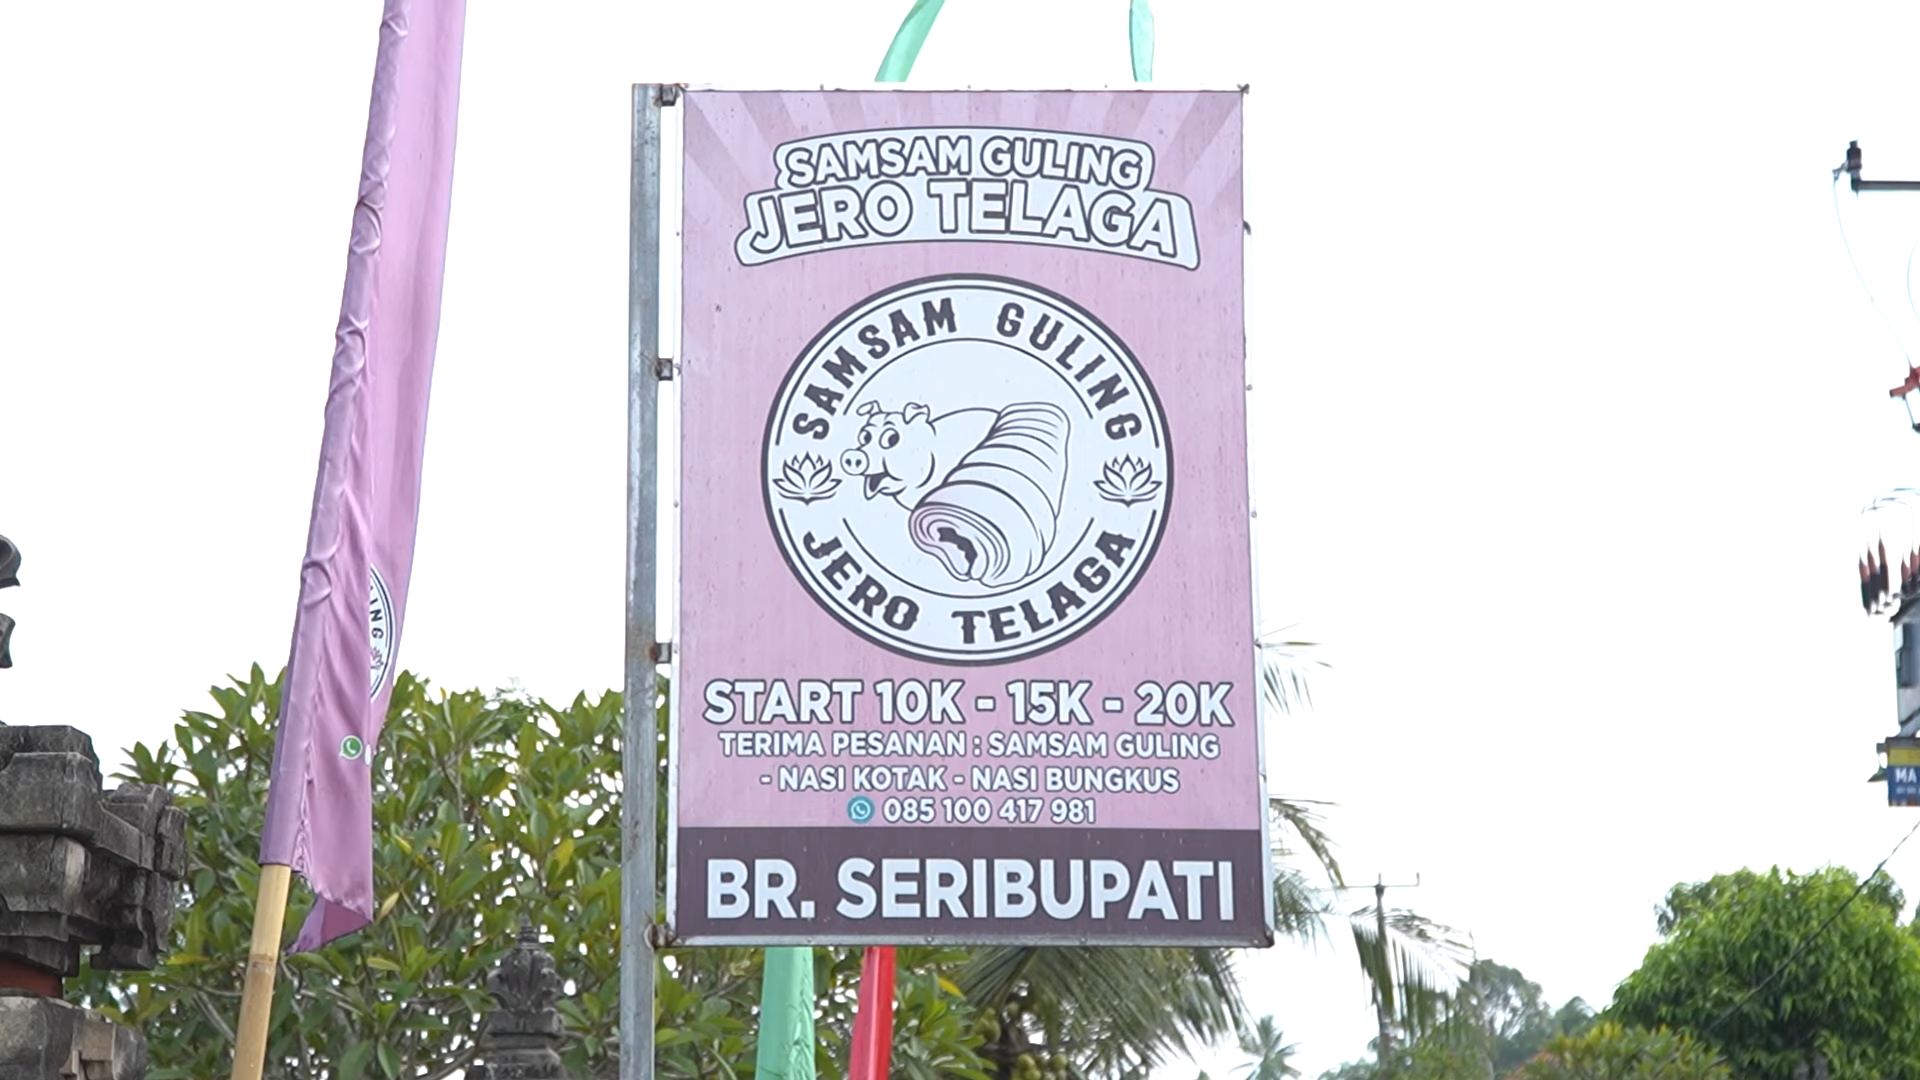 SAMSAM GULING
JERO TELAGA
SAMSAM GULING
JERO TELAGA
START 10K - 15K - 20K
TERIMA PESANAN : SAMSAM GULING
- NASI KOTAK - NASI BUNGKUS
085 100 417 981
BR. SERIBUPATI
MA